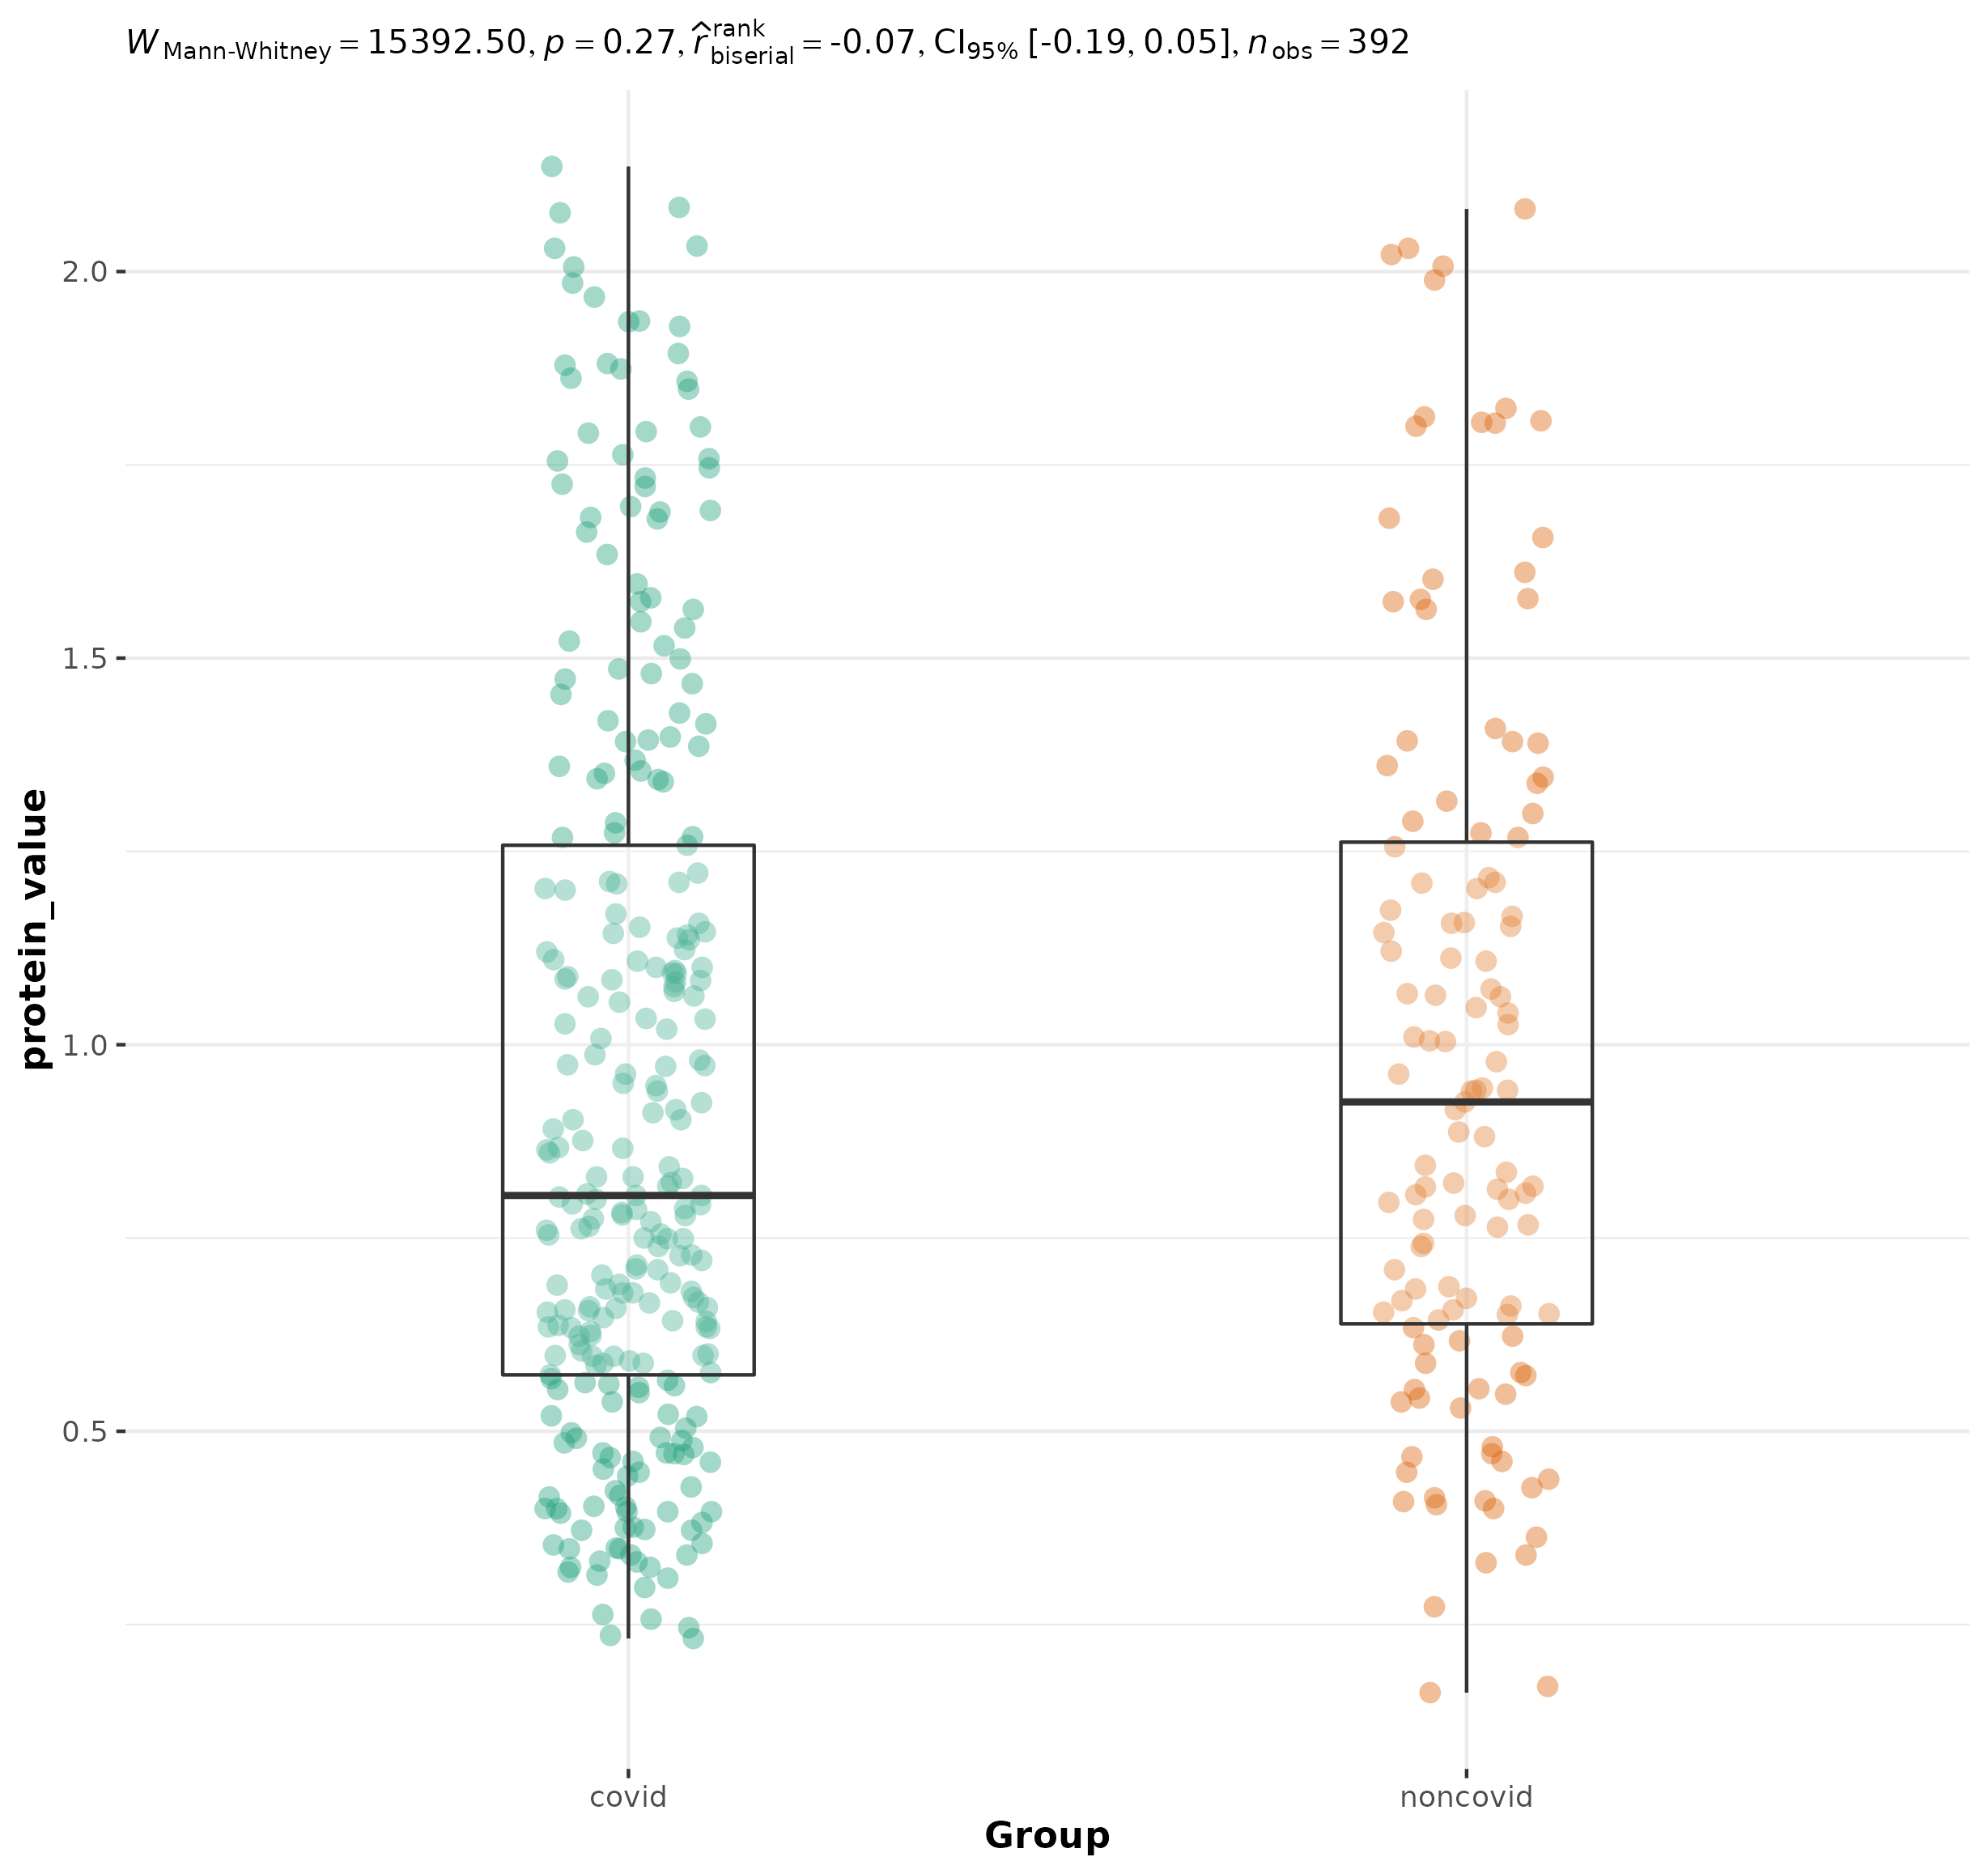 W Mann-Whitney = 15392.50, p = 0.27, r̂ rank biserial = -0.07, CI95% [-0.19, 0.05], n obs = 392
protein_value
2.0
1.5
1.0
0.5
covid noncovid
Group